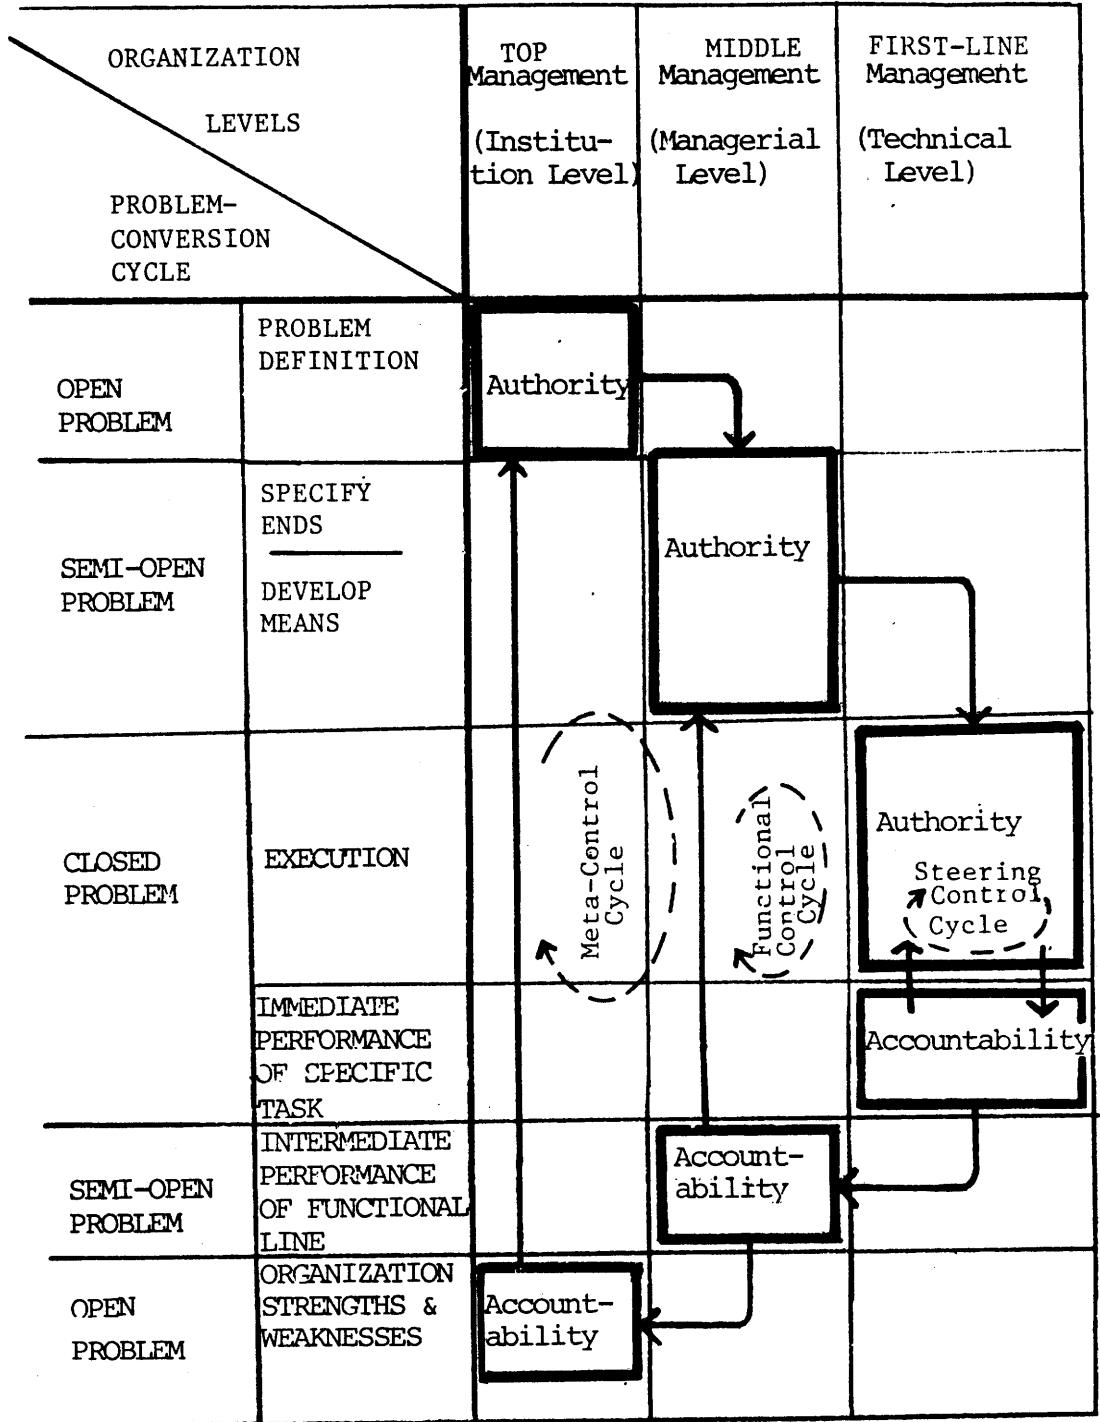 ORGANIZATION
LEVELS
PROBLEM-
CONVERSION
CYCLE
TOP
Management
(Institu-
tion Level)
MIDDLE
Management
(Managerial
Level)
FIRST-LINE
Management
(Technical
Level)
OPEN
PROBLEM
PROBLEM
DEFINITION
Authority
SEMI-OPEN
PROBLEM
SPECIFY
ENDS
DEVELOP
MEANS
Authority
CLOSED
PROBLEM
EXECUTION
Meta-Control
Cycle
Functional
Control
Cycle
Authority
Steering
Control
Cycle
IMMEDIATE
PERFORMANCE
OF SPECIFIC
TASK
Accountability
SEMI-OPEN
PROBLEM
INTERMEDIATE
PERFORMANCE
OF FUNCTIONAL
LINE
Account-
ability
OPEN
PROBLEM
ORGANIZATION
STRENGTHS &
WEAKNESSES
Account-
ability